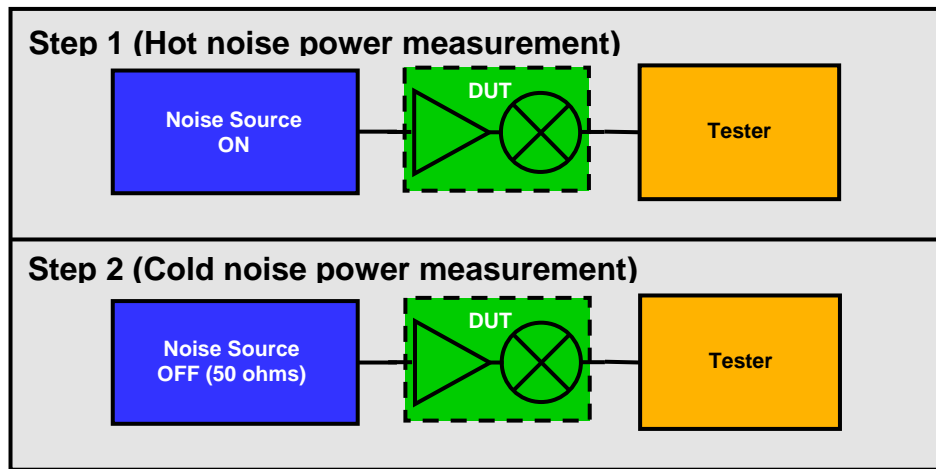 Step 1 (Hot noise power measurement)
DUT
Noise Source
ON
Tester
Step 2 (Cold noise power measurement)
DUT
Noise Source
OFF (50 ohms)
Tester